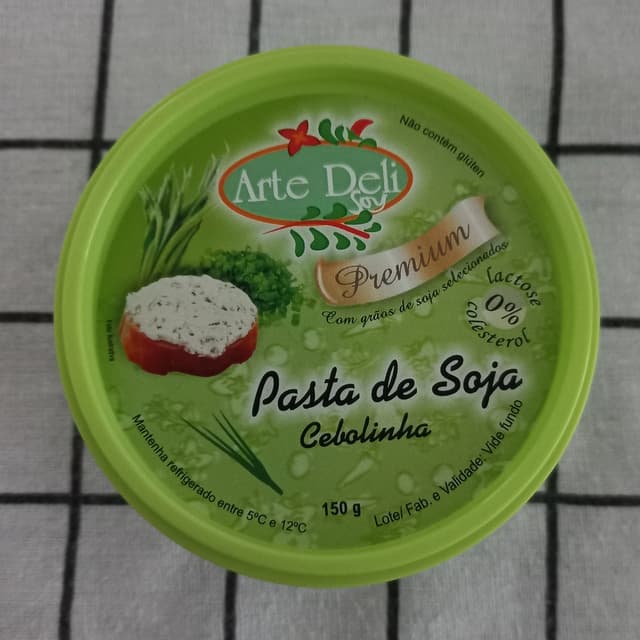 Não contém glúten
Arte Deli
Soy
Premium
Com grãos de soja selecionados
lactose
0%
colesterol
Pasta de Soja
Cebolinha
150 g
Mantenha refrigerado entre 5ºC e 12ºC
Lote/ Fab. e Validade: Vide fundo